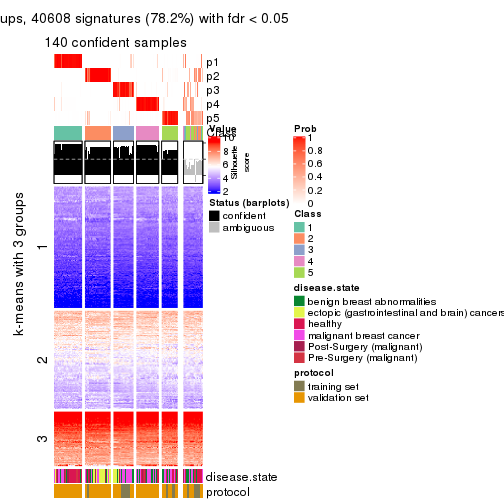 ups, 40608 signatures (78.2%) with fdr < 0.05
140 confident samples
p1
p2
p3
p4
p5
Class
Silhouette
score
k-means with 3 groups
1
2
3
disease.state
protocol
Value
10
8
6
4
2
Status (barplots)
confident
ambiguous
Prob
1
0.8
0.6
0.4
0.2
0
Class
1
2
3
4
5
disease.state
benign breast abnormalities
ectopic (gastrointestinal and brain) cancers
healthy
malignant breast cancer
Post-Surgery (malignant)
Pre-Surgery (malignant)
protocol
training set
validation set